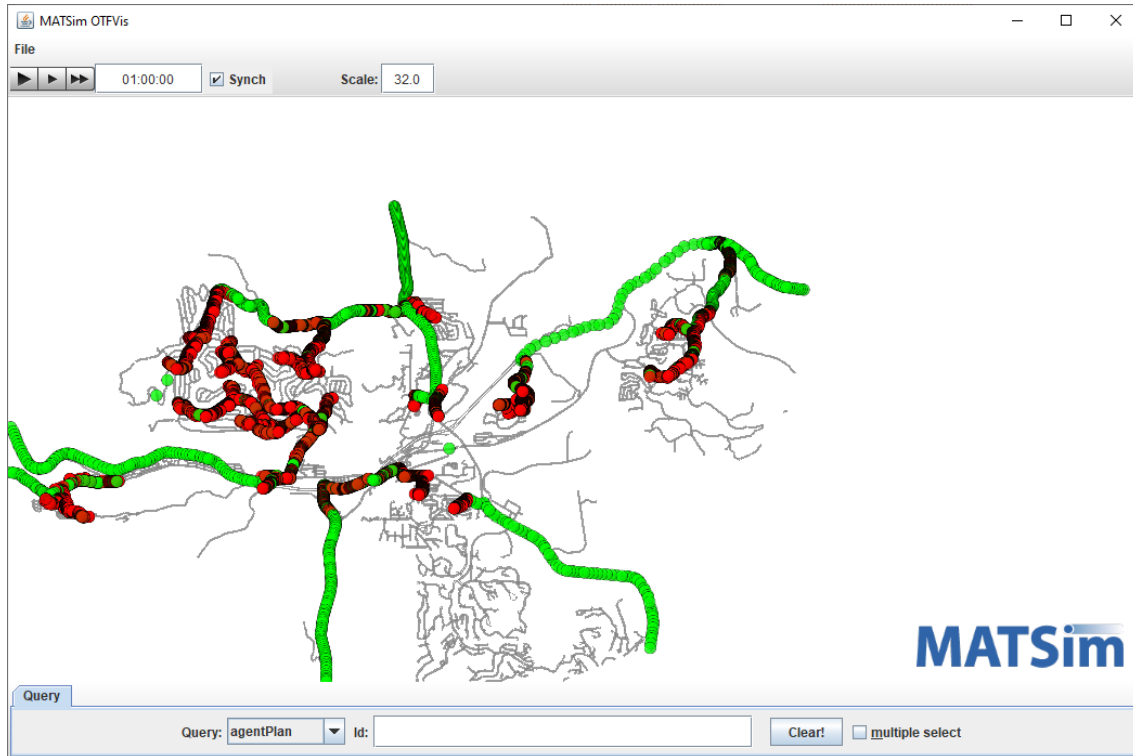 MATSim OTFVis
File
01:00:00 Synch Scale: 32.0
MATSim
Query
Query: agentPlan Id: Clear! multiple select